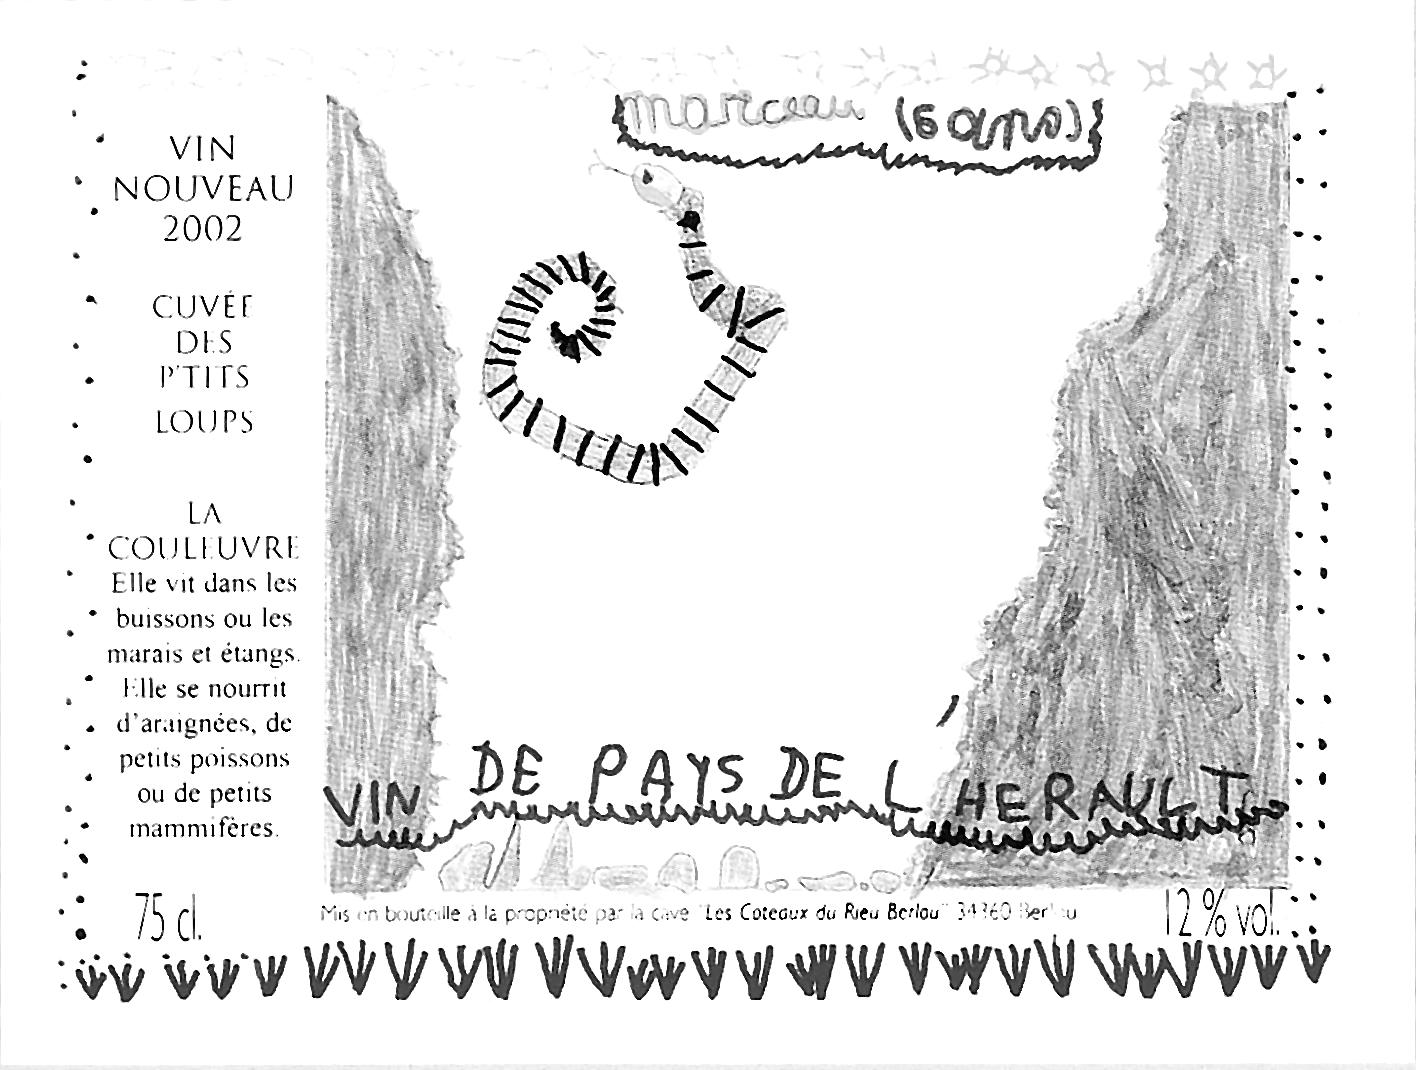 marceau (6 ans)
VIN
NOUVEAU
2002
CUVÉE
DES
P'TITS
LOUPS
LA
COULEUVRE
Elle vit dans les
buissons ou les
marais et étangs.
Elle se nourrit
d'araignées, de
petits poissons
ou de petits
mammifères.
VIN DE PAYS DE L'HERAULT
75 cl.
Mis en bouteille à la propriété par la cave "Les Coteaux du Rieu Berlou" 34360 Berlou
12% vol.